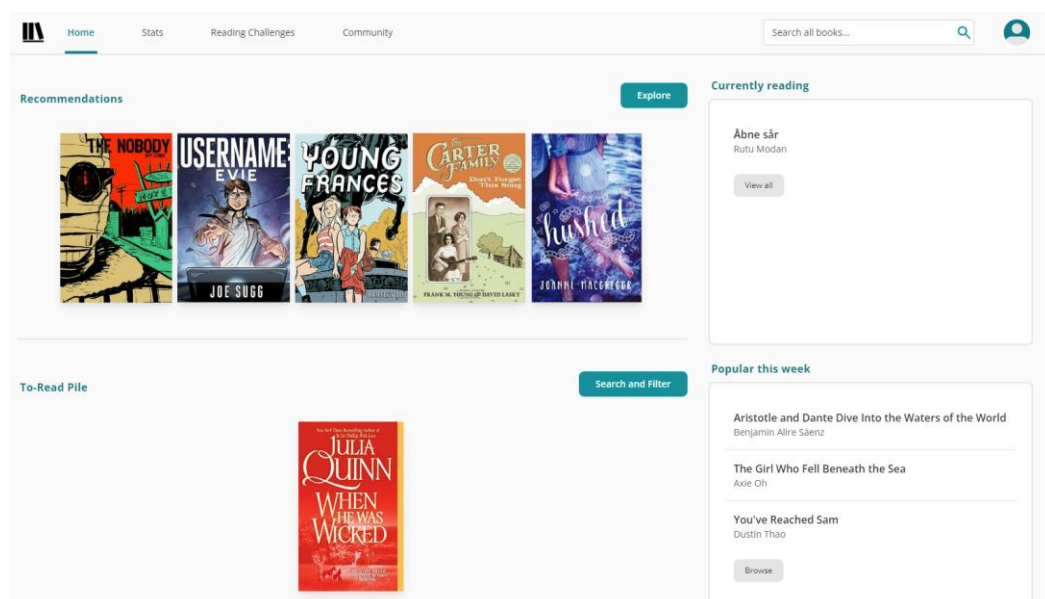 Home
Stats
Reading Challenges
Community
Search all books...
Recommendations
Explore
THE NOBODY
USERNAME:
EVIE
JOE SUGG
YOUNG
FRANCES
The
CARTER
FAMILY
Don't Forget
This Song
FRANK M. YOUNG & DAVID LASKY
hushed
JOANNE MACGREGOR
To-Read Pile
Search and Filter
JULIA
QUINN
WHEN
HE WAS
WICKED
Currently reading
Åbne sår
Rutu Modan
View all
Popular this week
Aristotle and Dante Dive Into the Waters of the World
Benjamin Alire Sáenz
The Girl Who Fell Beneath the Sea
Axie Oh
You've Reached Sam
Dustin Thao
Browse